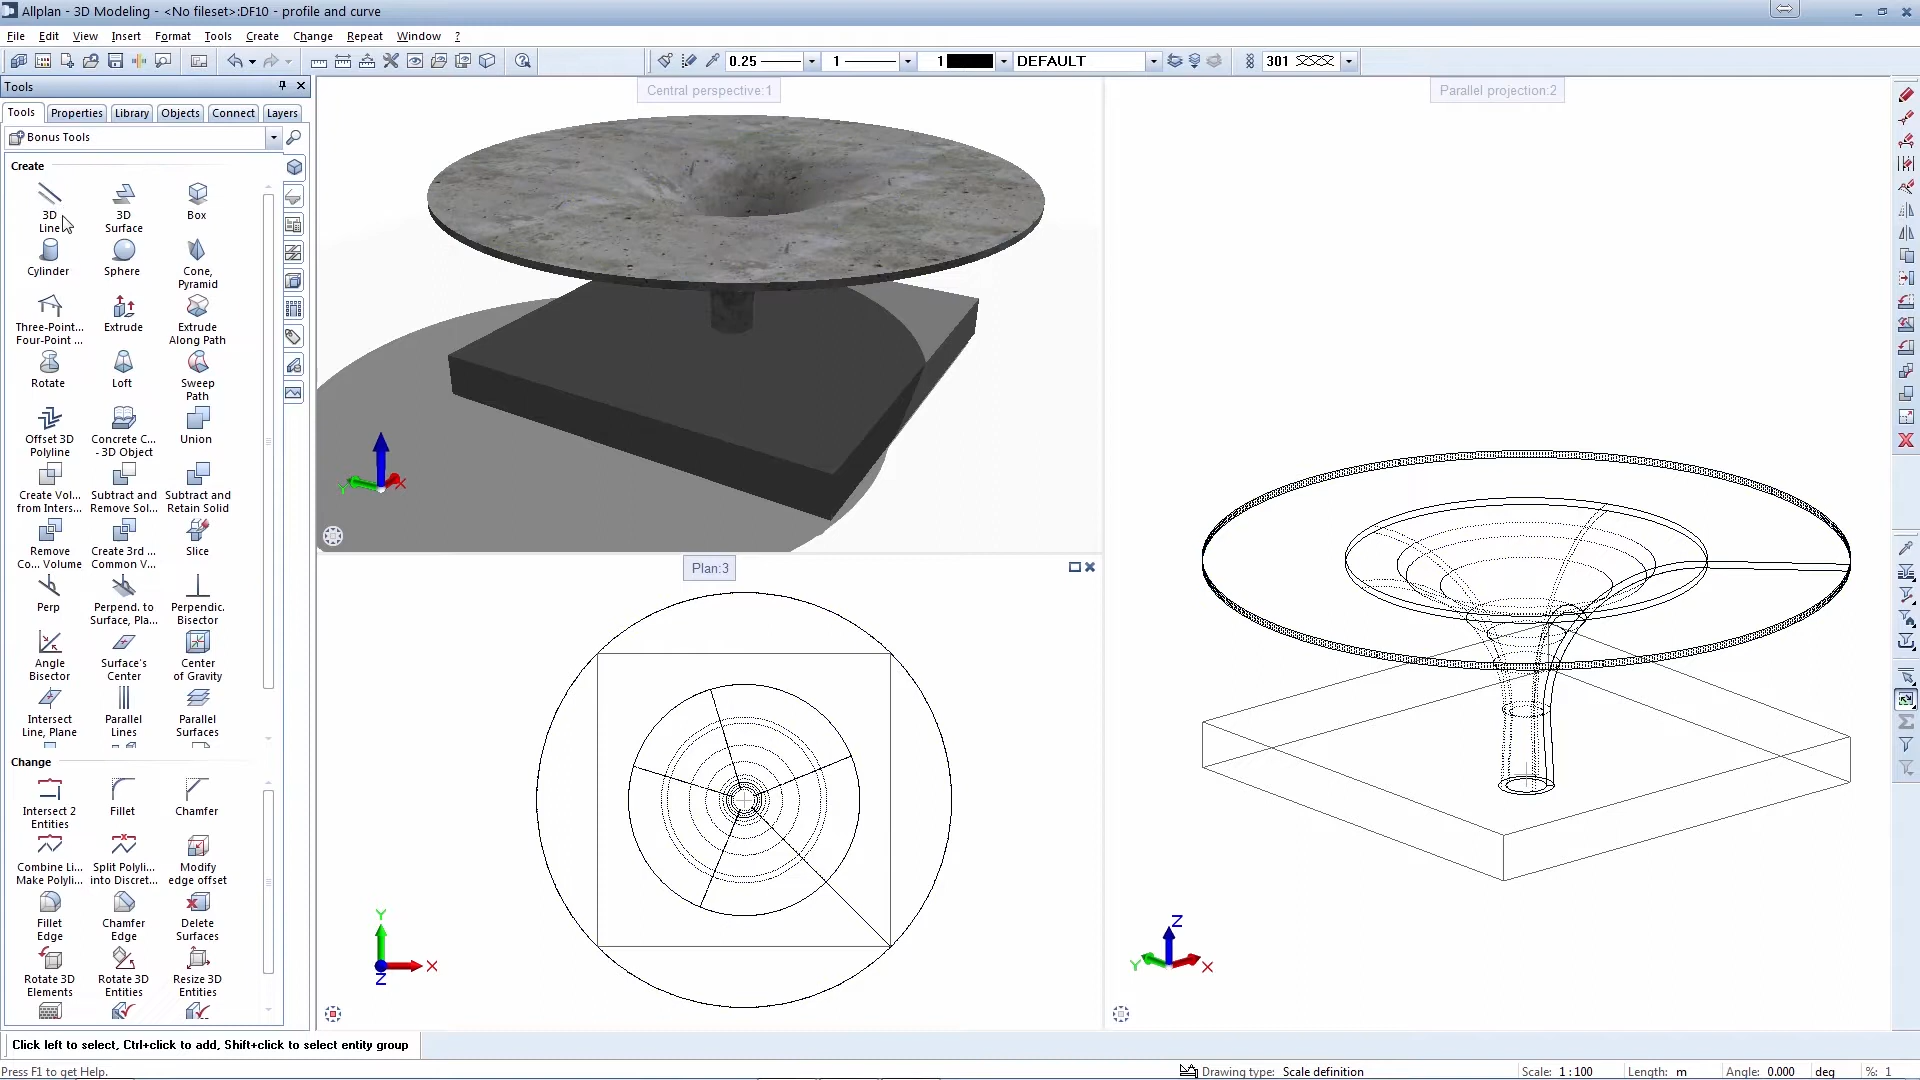 Allplan - 3D Modeling - <No fileset>:DF10 - profile and curve
File Edit View Insert Format Tools Create Change Repeat Window ?
0.25 1 1 DEFAULT 301
Tools
Tools Properties Library Objects Connect Layers
Bonus Tools
Create
3D Line
3D Surface
Box
Cylinder
Sphere
Cone, Pyramid
Three-Point... Four-Point ...
Extrude
Extrude Along Path
Rotate
Loft
Sweep Path
Offset 3D Polyline
Concrete C... - 3D Object
Union
Create Vol... from Inters...
Subtract and Remove Sol...
Subtract and Retain Solid
Remove Co... Volume
Create 3rd ... Common V...
Slice
Perp
Perpend. to Surface, Pla...
Perpendic. Bisector
Angle Bisector
Surface's Center
Center of Gravity
Intersect Line, Plane
Parallel Lines
Parallel Surfaces
Change
Intersect 2 Entities
Fillet
Chamfer
Combine Li... Make Polyli...
Split Polyli... into Discret...
Modify edge offset
Fillet Edge
Chamfer Edge
Delete Surfaces
Rotate 3D Elements
Rotate 3D Entities
Resize 3D Entities
Central perspective:1
Y X
Plan:3
Y
X
Z
Parallel projection:2
Z
Y X
Click left to select, Ctrl+click to add, Shift+click to select entity group
Press F1 to get Help.
Drawing type: Scale definition Scale: 1:100 Length: m Angle: 0.000 deg %: 1